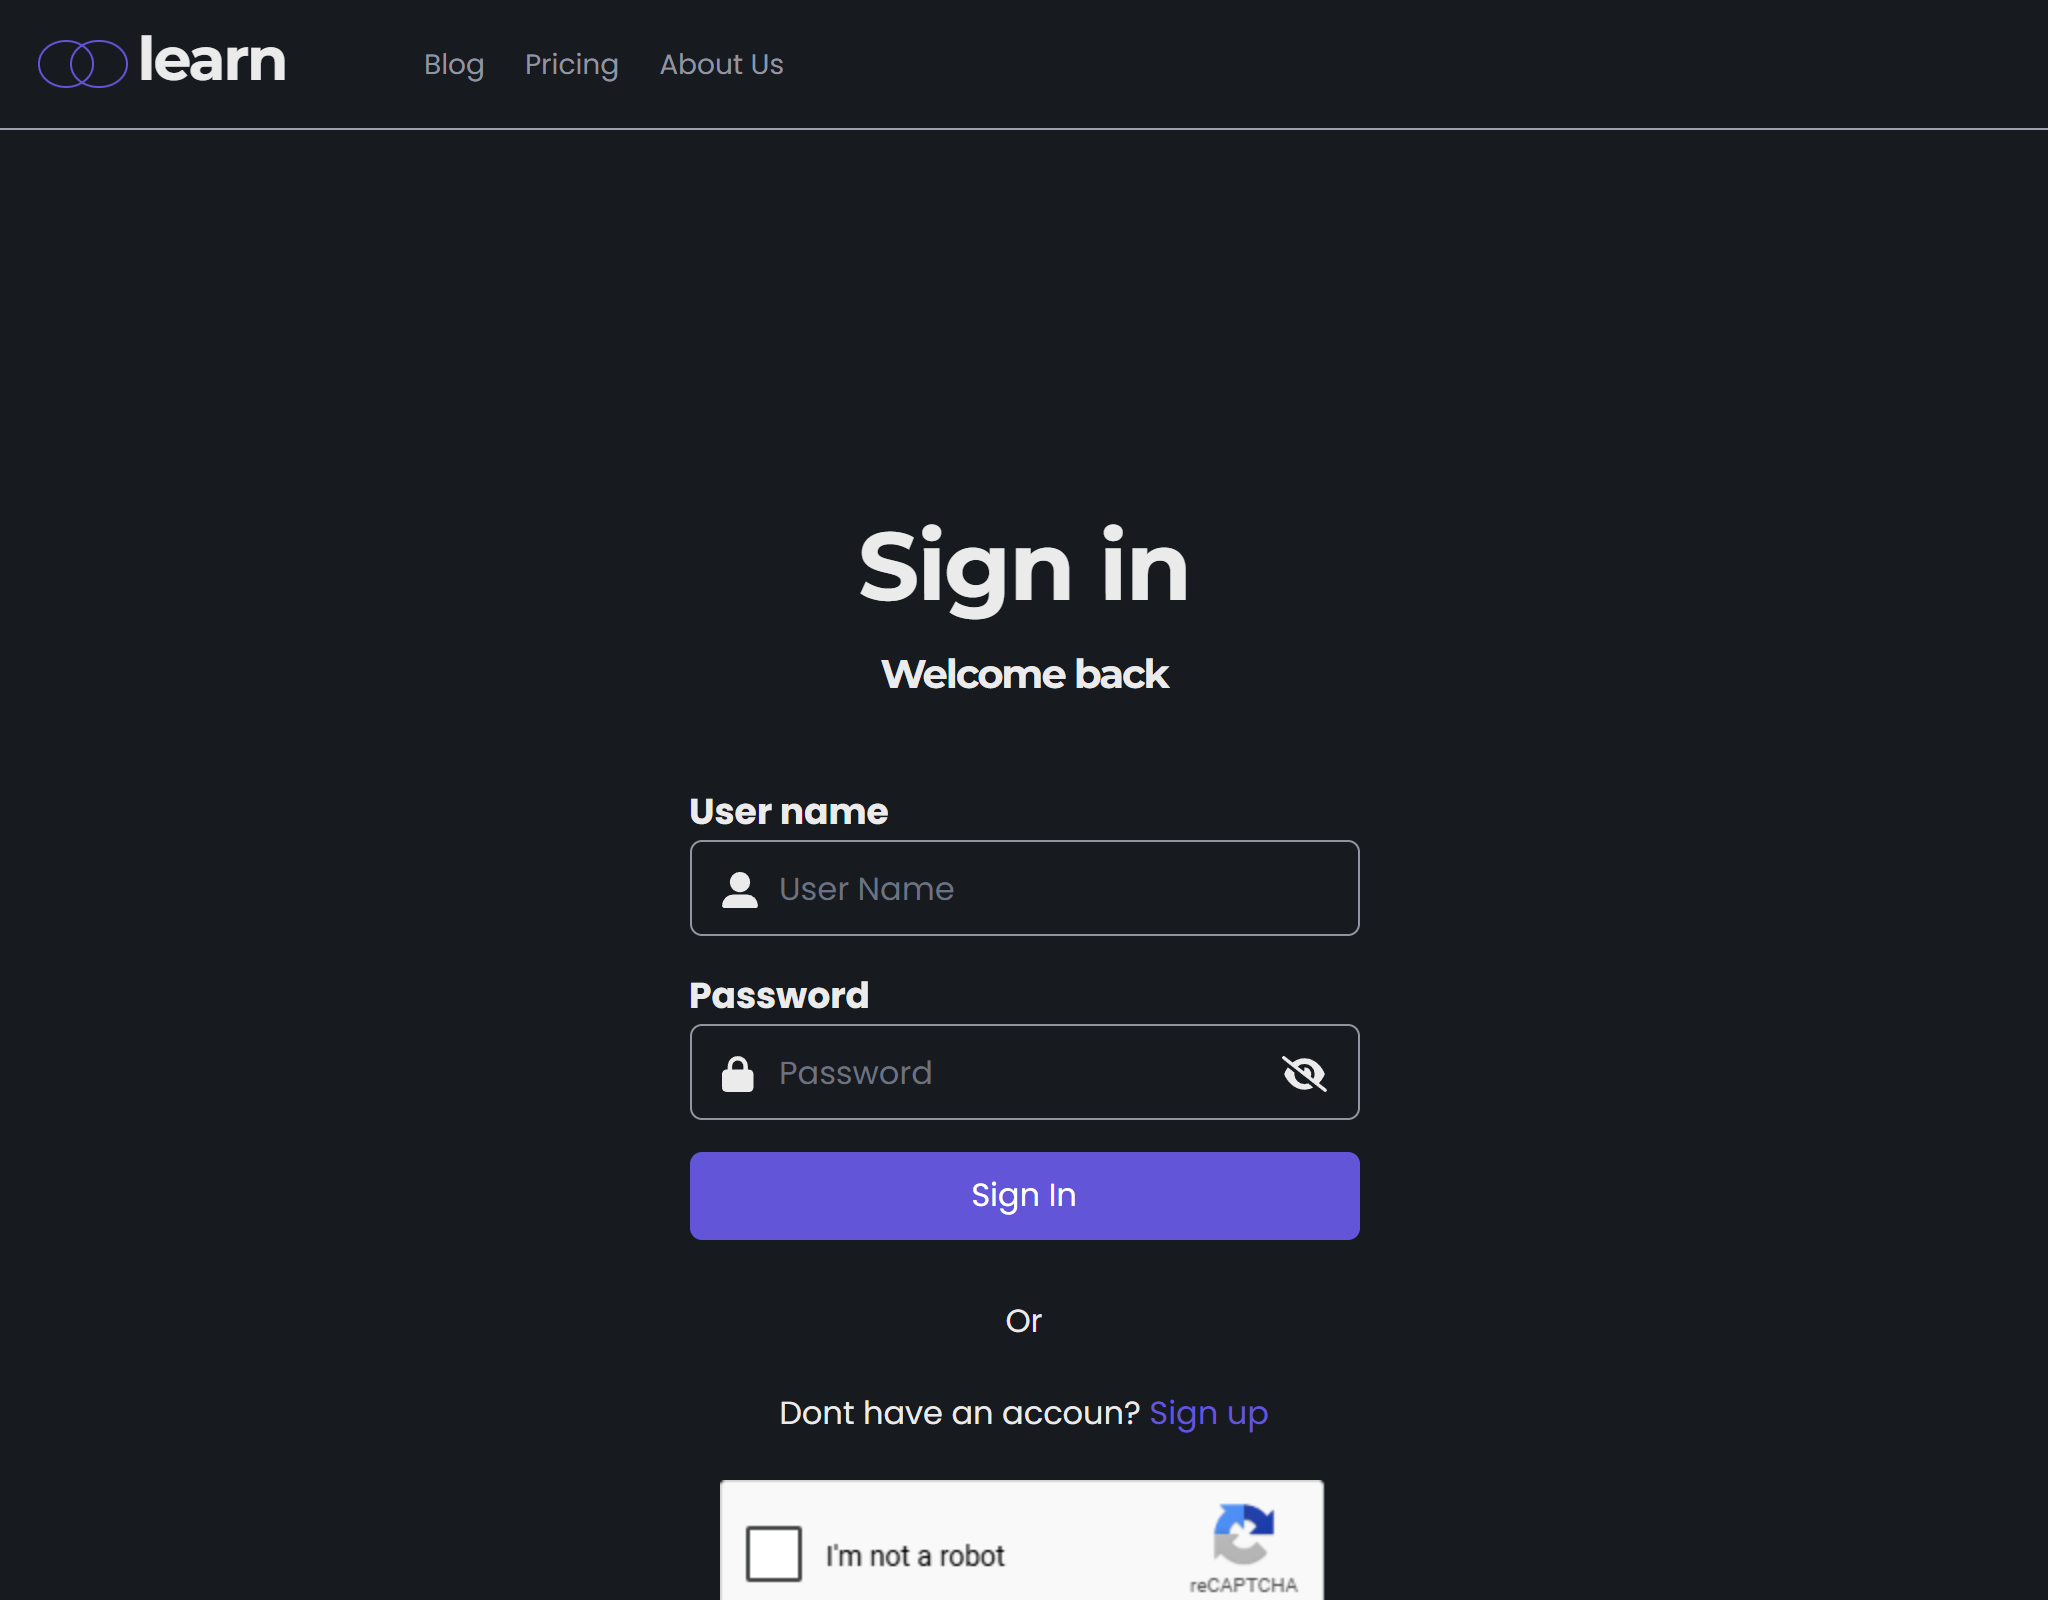 learn
Blog Pricing About Us
Sign in
Welcome back
User name
User Name
Password
Password
Sign In
Or
Dont have an accoun? Sign up
I'm not a robot
reCAPTCHA